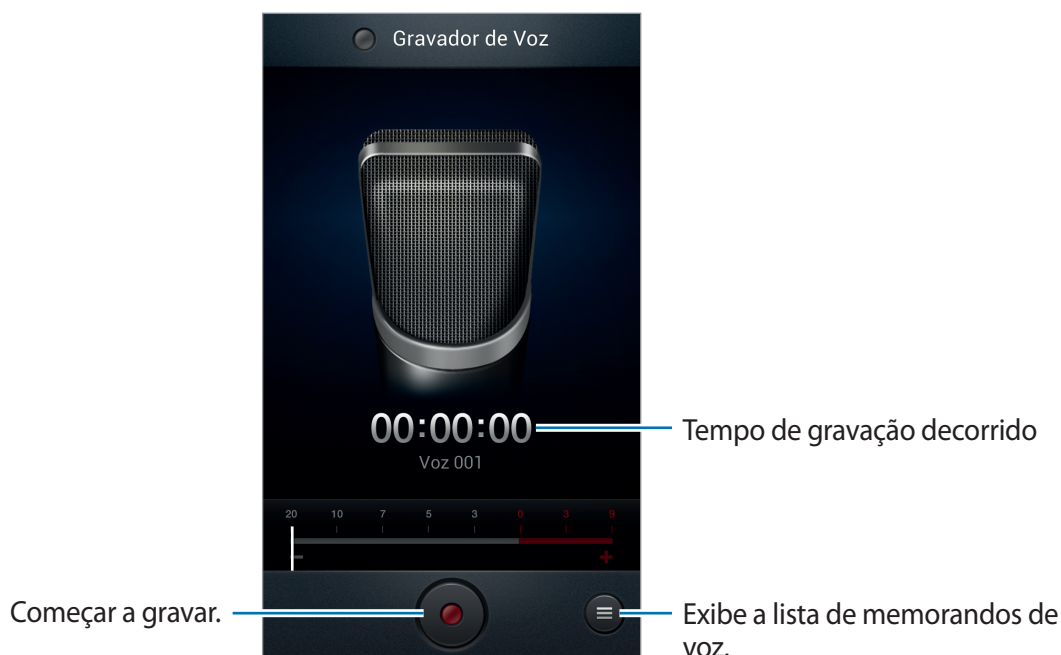 Gravador de Voz
00:00:00
Tempo de gravação decorrido
Voz 001
20 10 7 5 3 0 3 9
- +
Começar a gravar.
Exibe a lista de memorandos de
voz.